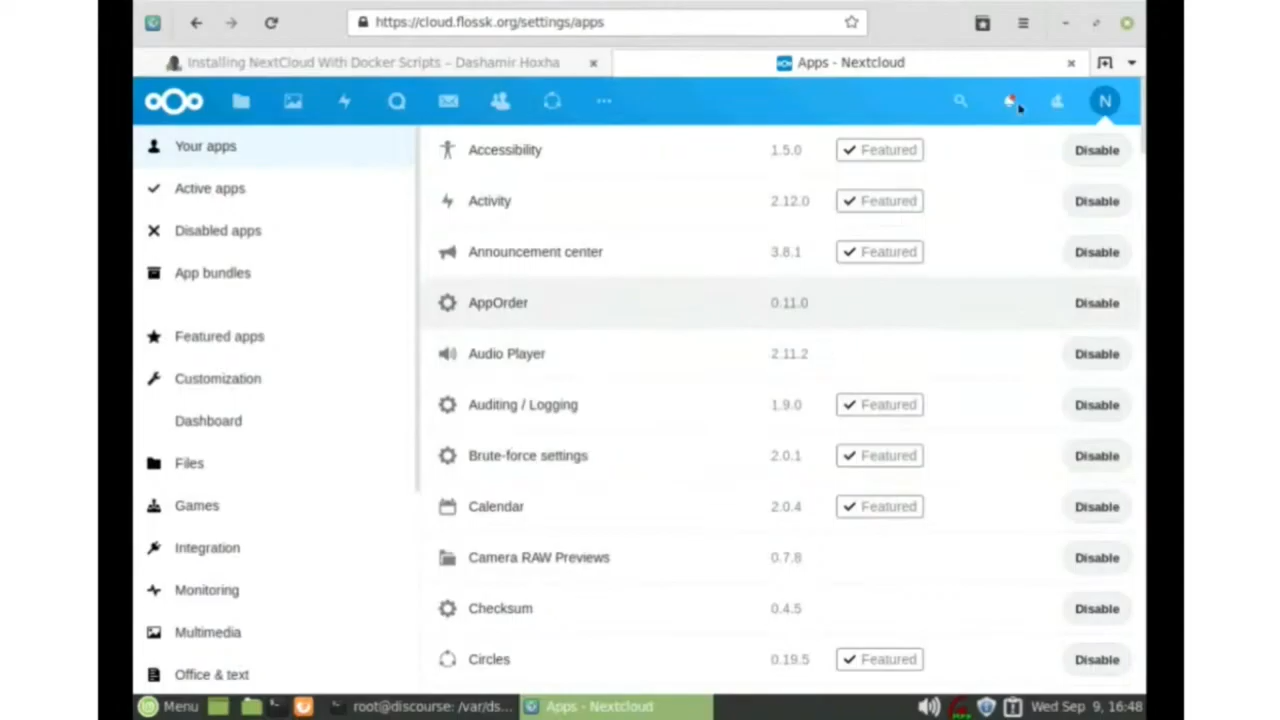 https://cloud.flossk.org/settings/apps
Installing NextCloud With Docker Scripts – Dashamir Hoxha
Apps - Nextcloud
N
Your apps
Active apps
Disabled apps
App bundles
Featured apps
Customization
Dashboard
Files
Games
Integration
Monitoring
Multimedia
Office & text
Accessibility 1.5.0 Featured Disable
Activity 2.12.0 Featured Disable
Announcement center 3.8.1 Featured Disable
AppOrder 0.11.0 Disable
Audio Player 2.11.2 Disable
Auditing / Logging 1.9.0 Featured Disable
Brute-force settings 2.0.1 Featured Disable
Calendar 2.0.4 Featured Disable
Camera RAW Previews 0.7.8 Disable
Checksum 0.4.5 Disable
Circles 0.19.5 Featured Disable
Menu root@discourse: /var/ds... Apps - Nextcloud Wed Sep 9, 16:48